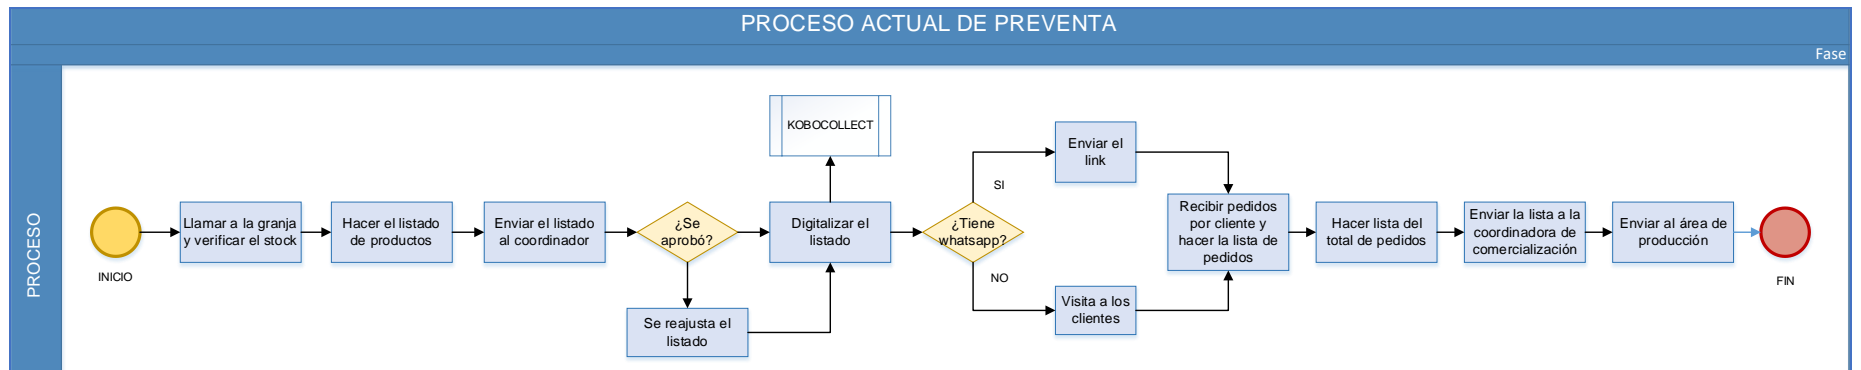 PROCESO ACTUAL DE PREVENTA
Fase
PROCESO
INICIO
Llamar a la granja
y verificar el stock
Hacer el listado
de productos
Enviar el listado
al coordinador
¿Se
aprobó?
Se reajusta el
listado
Digitalizar el
listado
KOBOCOLLECT
¿Tiene
whatsapp?
SI
NO
Enviar el
link
Visita a los
clientes
Recibir pedidos
por cliente y
hacer la lista de
pedidos
Hacer lista del
total de pedidos
Enviar la lista a la
coordinadora de
comercialización
Enviar al área de
producción
FIN